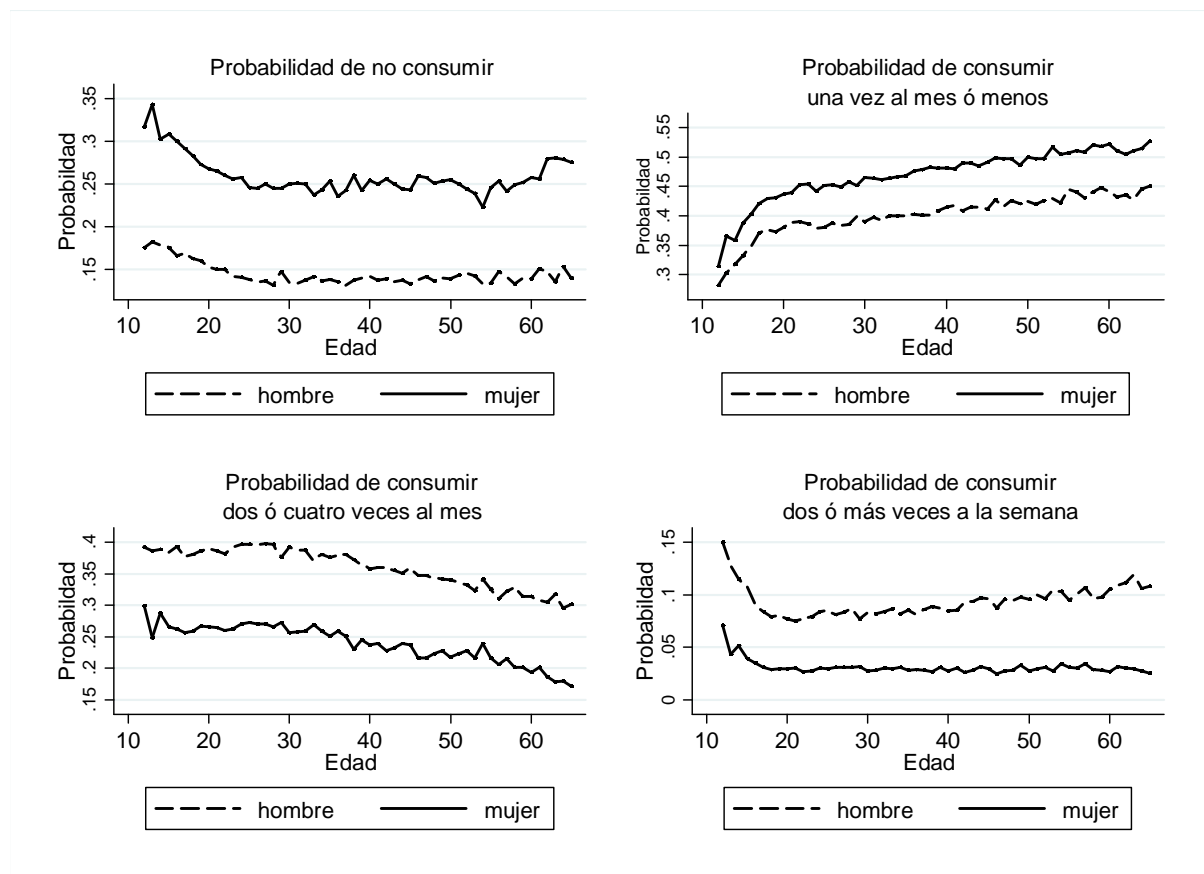 Probabilidad de no consumir
Probabildad
.35
.3
.25
.2
.15
10 20 30 40 50 60
Edad
hombre mujer
Probabilidad de consumir
una vez al mes ó menos
Probabilidad
.55
.5
.45
.4
.35
.3
10 20 30 40 50 60
Edad
hombre mujer
Probabilidad de consumir
dos ó cuatro veces al mes
Probabilidad
.4
.35
.3
.25
.2
.15
10 20 30 40 50 60
Edad
hombre mujer
Probabilidad de consumir
dos ó más veces a la semana
Probabilidad
.15
.1
.05
0
10 20 30 40 50 60
Edad
hombre mujer